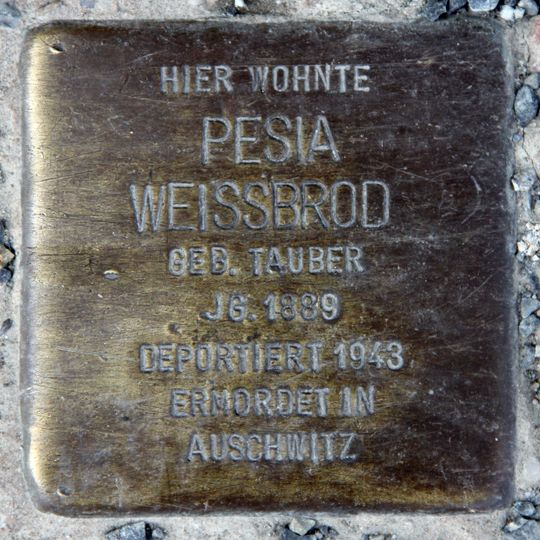 HIER WOHNTE
PESIA
WEISSBROD
GEB. TAUBER
JG. 1889
DEPORTIERT 1943
ERMORDET IN
AUSCHWITZ